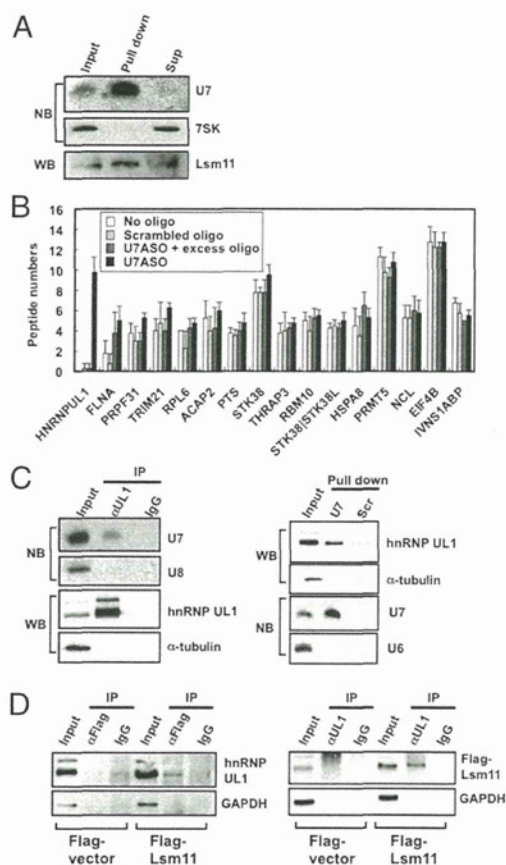 A
Input Pull down Sup
U7
NB
7SK
WB
Lsm11
B
16
14
12
10
8
6
4
2
0
Peptide numbers
No oligo
Scrambled oligo
U7ASO + excess oligo
U7ASO
HNRNPUL1 FLNA PRPF31 TRIM21 RPL6 ACAP2 PTS STK38 THRAP3 RBM10 STK38|STK38L HSPA8 PRMT5 NCL EIF4B IVNS1ABP
C
IP
Input αUL1 IgG
U7
NB
U8
hnRNP UL1
WB
α-tubulin
Pull down
Input U7 Scr
hnRNP UL1
WB
α-tubulin
U7
NB
U6
D
IP IP
Input αFlag IgG Input αFlag IgG
hnRNP
UL1
GAPDH
Flag-vector Flag-Lsm11
IP IP
Input αUL1 IgG Input αUL1 IgG
Flag-
Lsm11
GAPDH
Flag-vector Flag-Lsm11